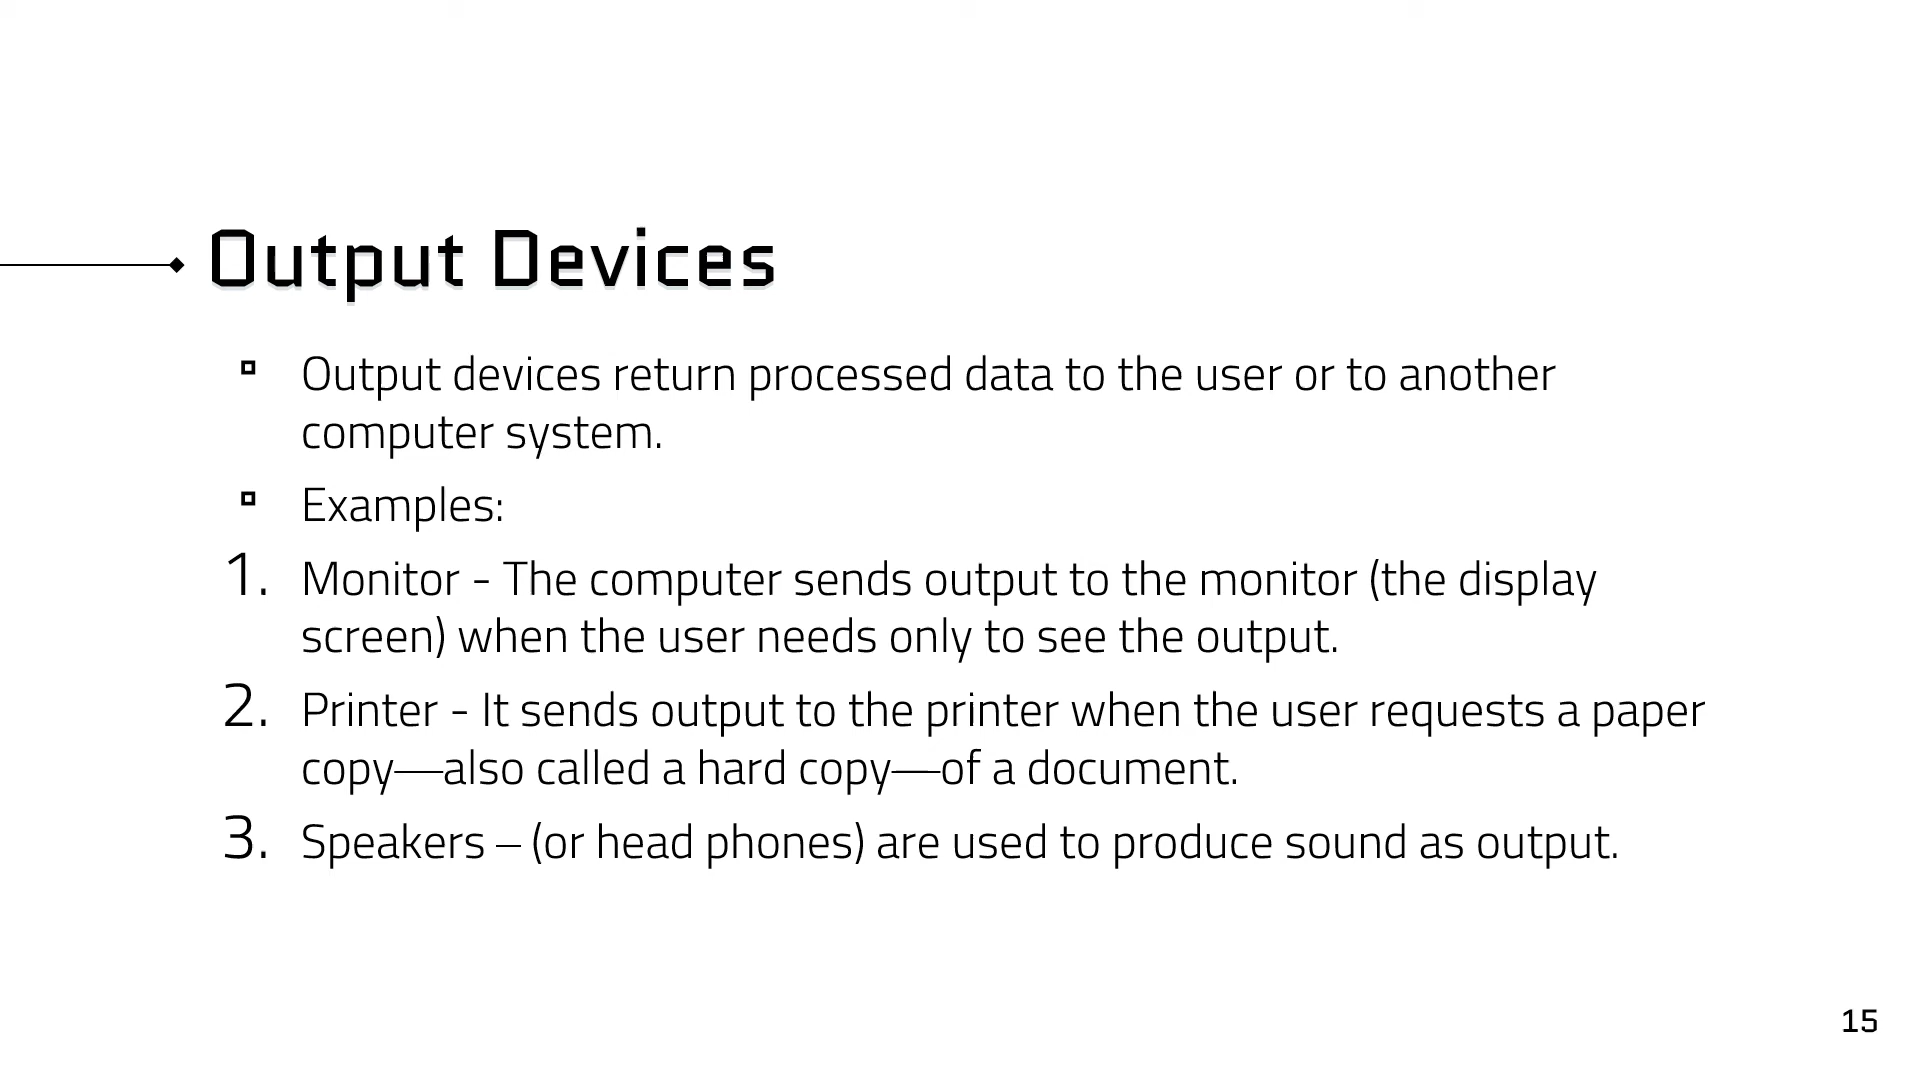 Output Devices
▫ Output devices return processed data to the user or to another
computer system.
▫ Examples:
1. Monitor - The computer sends output to the monitor (the display
screen) when the user needs only to see the output.
2. Printer - It sends output to the printer when the user requests a paper
copy—also called a hard copy—of a document.
3. Speakers – (or head phones) are used to produce sound as output.
15